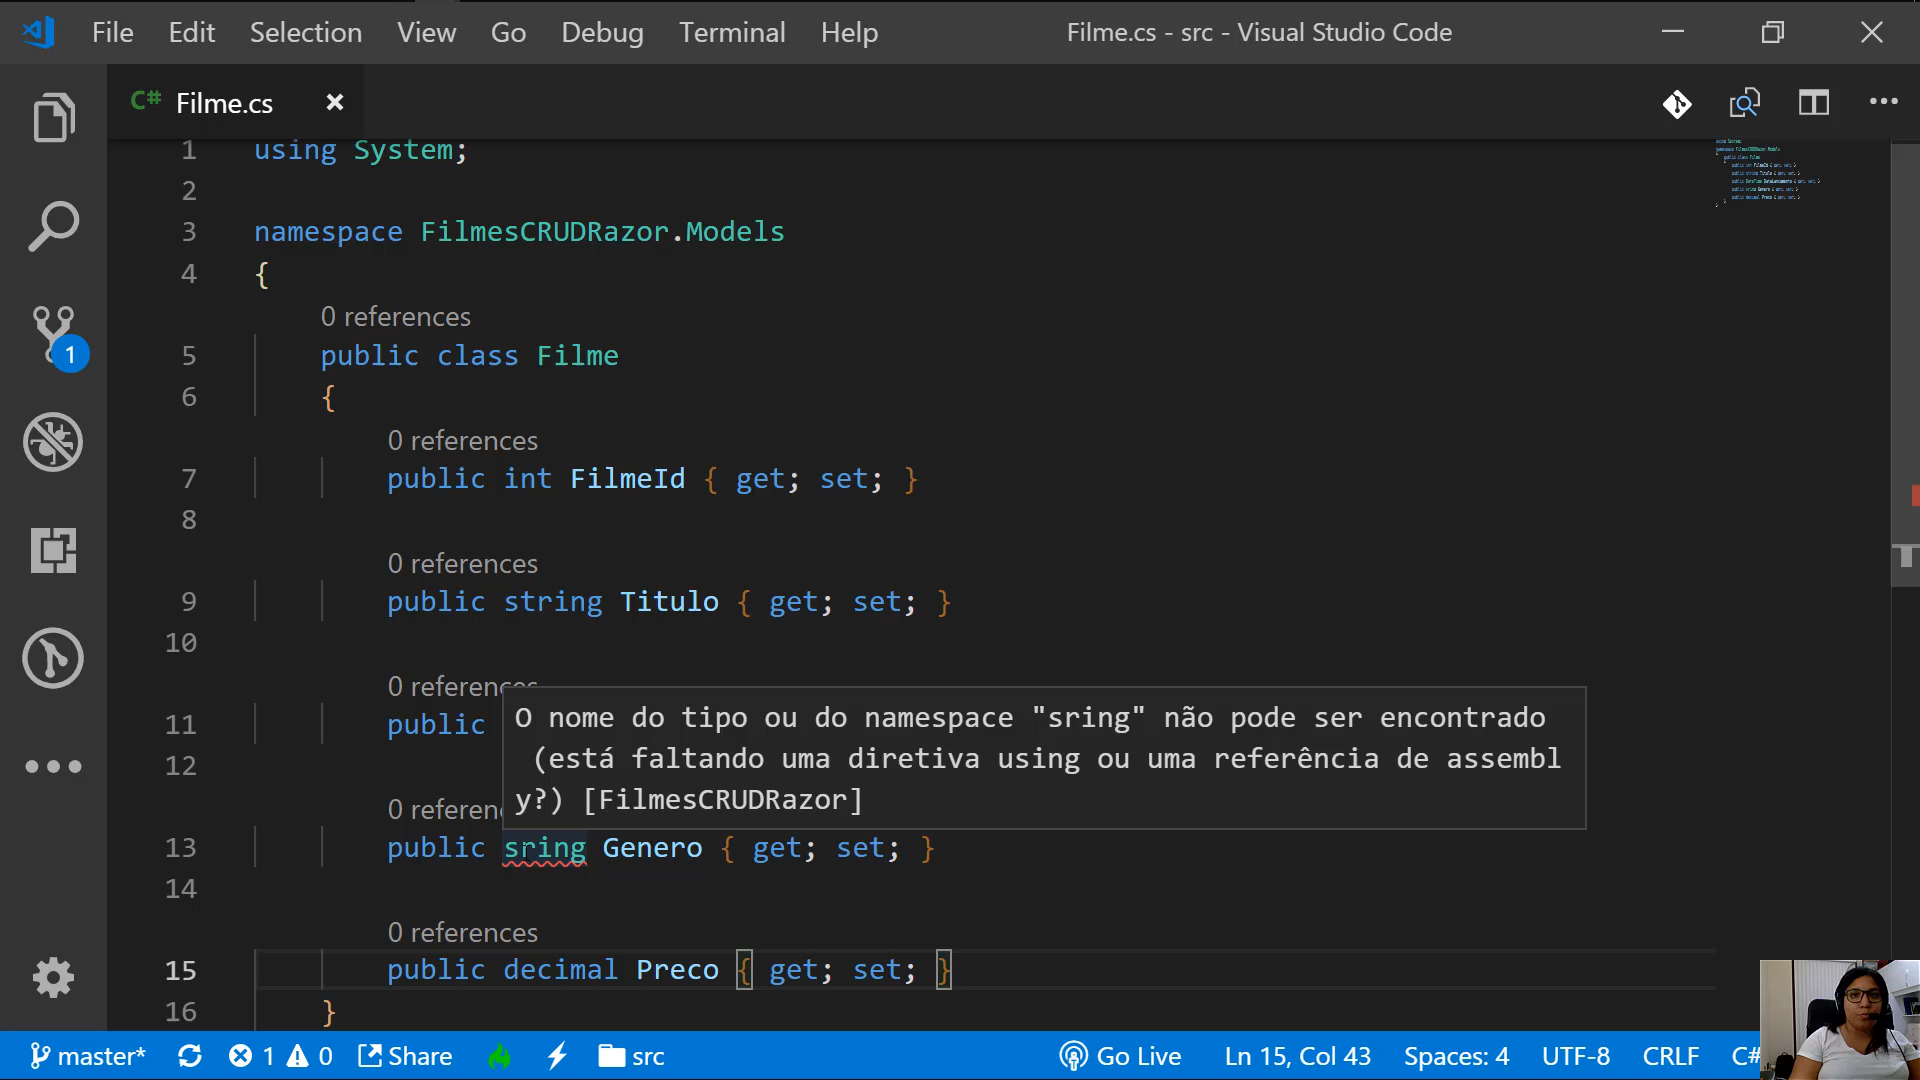 File Edit Selection View Go Debug Terminal Help Filme.cs - src - Visual Studio Code
C# Filme.cs
1 using System;
2
3 namespace FilmesCRUDRazor.Models
4 {
0 references
5 public class Filme
6 {
0 references
7 public int FilmeId { get; set; }
8
0 references
9 public string Titulo { get; set; }
10
0 references
11 public
12
O nome do tipo ou do namespace "sring" não pode ser encontrado
(está faltando uma diretiva using ou uma referência de assembl
y?) [FilmesCRUDRazor]
0 referen
13 public sring Genero { get; set; }
14
0 references
15 public decimal Preco { get; set; }
16 }
1
master* 1 0 Share src Go Live Ln 15, Col 43 Spaces: 4 UTF-8 CRLF C#